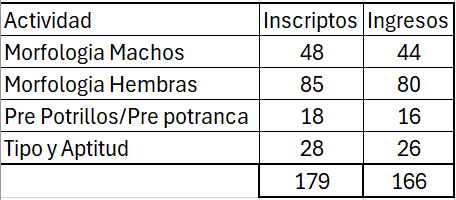 Actividad Inscriptos Ingresos
Morfologia Machos 48 44
Morfologia Hembras 85 80
Pre Potrillos/Pre potranca 18 16
Tipo y Aptitud 28 26
179 166